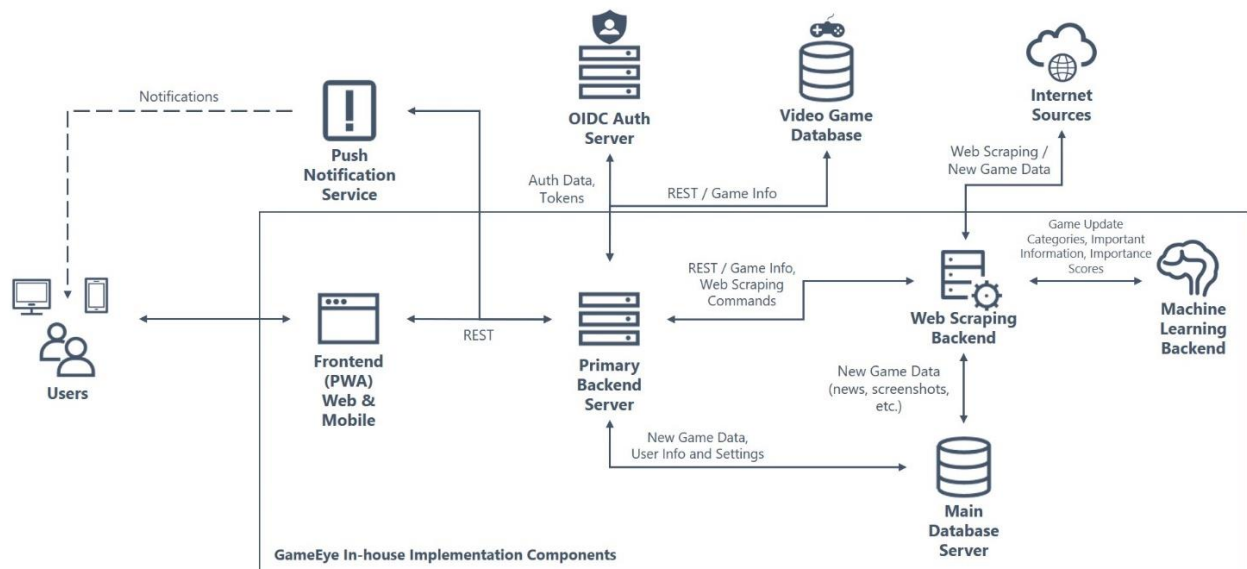 Notifications
Push
Notification
Service
OIDC Auth
Server
Video Game
Database
Internet
Sources
Auth Data,
Tokens
REST / Game Info
Web Scraping /
New Game Data
Game Update
Categories, Important
Information, Importance
Scores
REST / Game Info,
Web Scraping
Commands
Users
Frontend
(PWA)
Web &
Mobile
REST
Primary
Backend
Server
Web Scraping
Backend
Machine
Learning
Backend
New Game Data
(news, screenshots,
etc.)
New Game Data,
User Info and Settings
Main
Database
Server
GameEye In-house Implementation Components